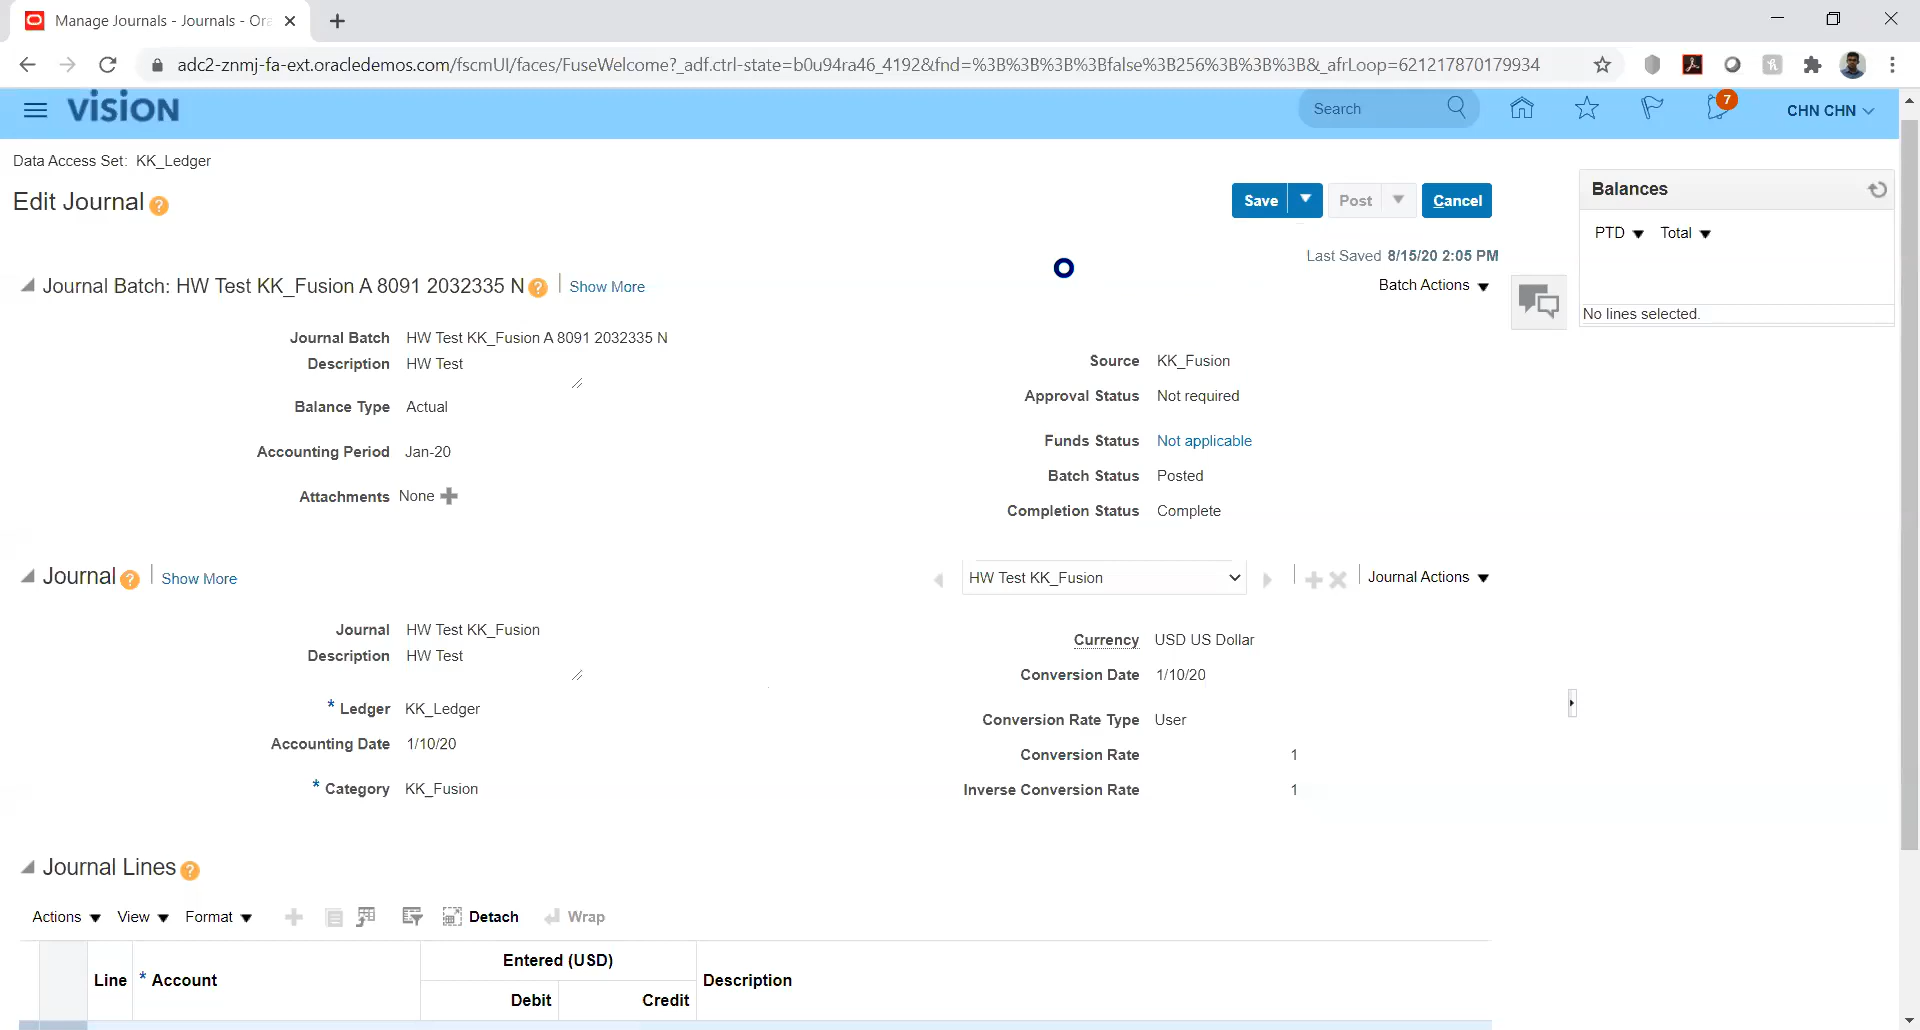 Manage Journals - Journals - Ora
adc2-znmj-fa-ext.oracledemos.com/fscmUI/faces/FuseWelcome?_adf.ctrl-state=b0u94ra46_4192&fnd=%3B%3B%3B%3Bfalse%3B256%3B%3B%3B&_afrLoop=621217870179934
VISION
Search
7
CHN CHN
Data Access Set: KK_Ledger
Edit Journal ?
Save
Post
Cancel
Balances
PTD Total
No lines selected.
Last Saved 8/15/20 2:05 PM
Journal Batch: HW Test KK_Fusion A 8091 2032335 N ? Show More
Batch Actions
Journal Batch HW Test KK_Fusion A 8091 2032335 N
Description HW Test
Balance Type Actual
Accounting Period Jan-20
Attachments None
Source KK_Fusion
Approval Status Not required
Funds Status Not applicable
Batch Status Posted
Completion Status Complete
Journal ? Show More
HW Test KK_Fusion
Journal Actions
Journal HW Test KK_Fusion
Description HW Test
* Ledger KK_Ledger
Accounting Date 1/10/20
* Category KK_Fusion
Currency USD US Dollar
Conversion Date 1/10/20
Conversion Rate Type User
Conversion Rate 1
Inverse Conversion Rate 1
Journal Lines ?
Actions View Format Detach Wrap
Line * Account Entered (USD) Description
Debit Credit